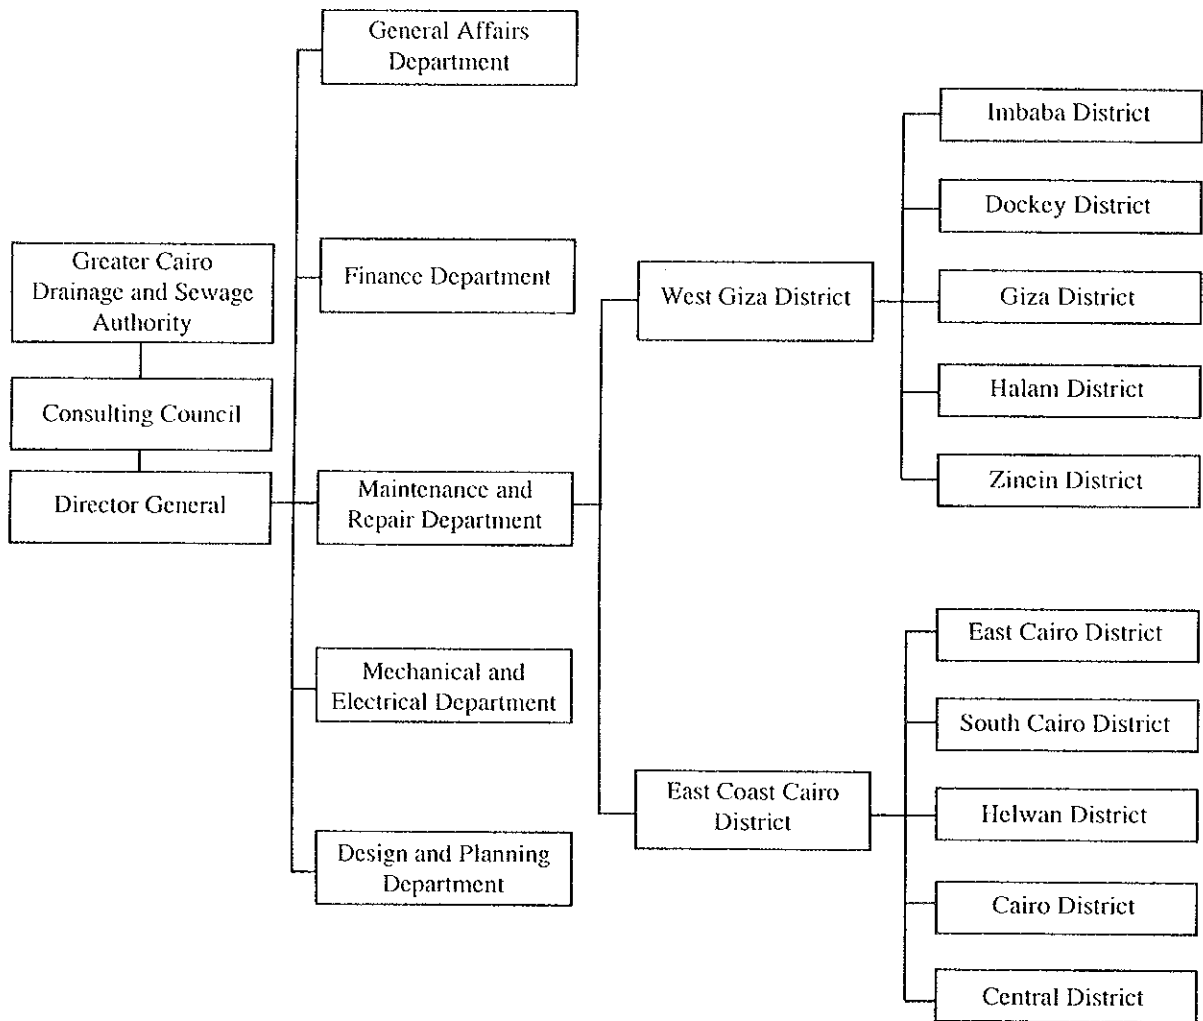 General Affairs
Department
Imbaba District
Dockey District
Greater Cairo
Drainage and Sewage
Authority
Finance Department
West Giza District
Giza District
Consulting Council
Halam District
Director General
Maintenance and
Repair Department
Zinein District
East Cairo District
Mechanical and
Electrical Department
South Cairo District
East Coast Cairo
District
Helwan District
Design and Planning
Department
Cairo District
Central District